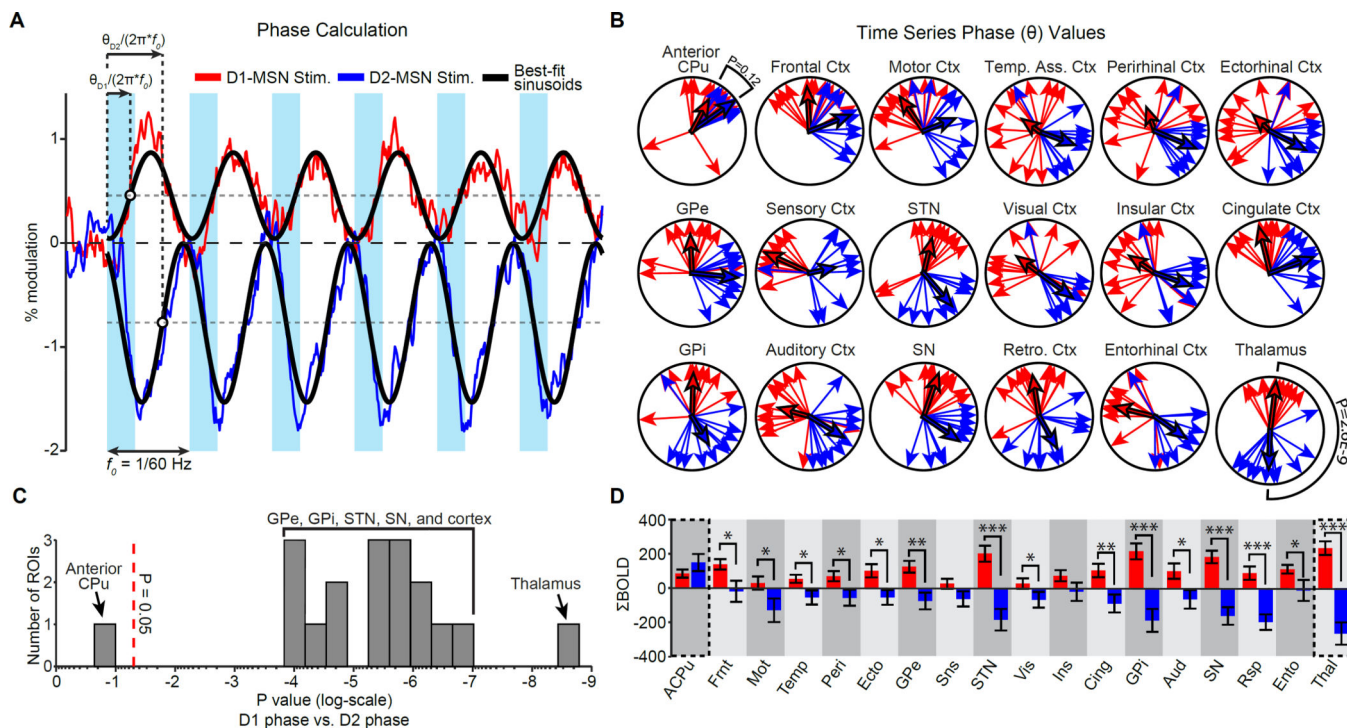 A
Phase Calculation
θD2/(2π*f0)
θD1/(2π*f0)
D1-MSN Stim.
D2-MSN Stim.
Best-fit
sinusoids
% modulation
1
0
-1
-2
f0 = 1/60 Hz
B
Time Series Phase (θ) Values
Anterior
CPu
P=0.12
Frontal Ctx
Motor Ctx
Temp. Ass. Ctx
Perirhinal Ctx
Ectorhinal Ctx
GPe
Sensory Ctx
STN
Visual Ctx
Insular Ctx
Cingulate Ctx
GPi
Auditory Ctx
SN
Retro. Ctx
Entorhinal Ctx
Thalamus
P=2.0E-9
C
GPe, GPi, STN, SN, and cortex
Number of ROIs
3
2
1
0
Anterior
CPu
P = 0.05
Thalamus
0 -1 -2 -3 -4 -5 -6 -7 -8 -9
P value (log-scale)
D1 phase vs. D2 phase
D
ΣBOLD
400
200
0
-200
-400
* * * * * ** *** * ** *** * *** *** * ***
ACPu Frnt Mot Temp Peri Ecto GPe Sns STN Vis Ins Cing GPi Aud SN Rsp Ento Thal